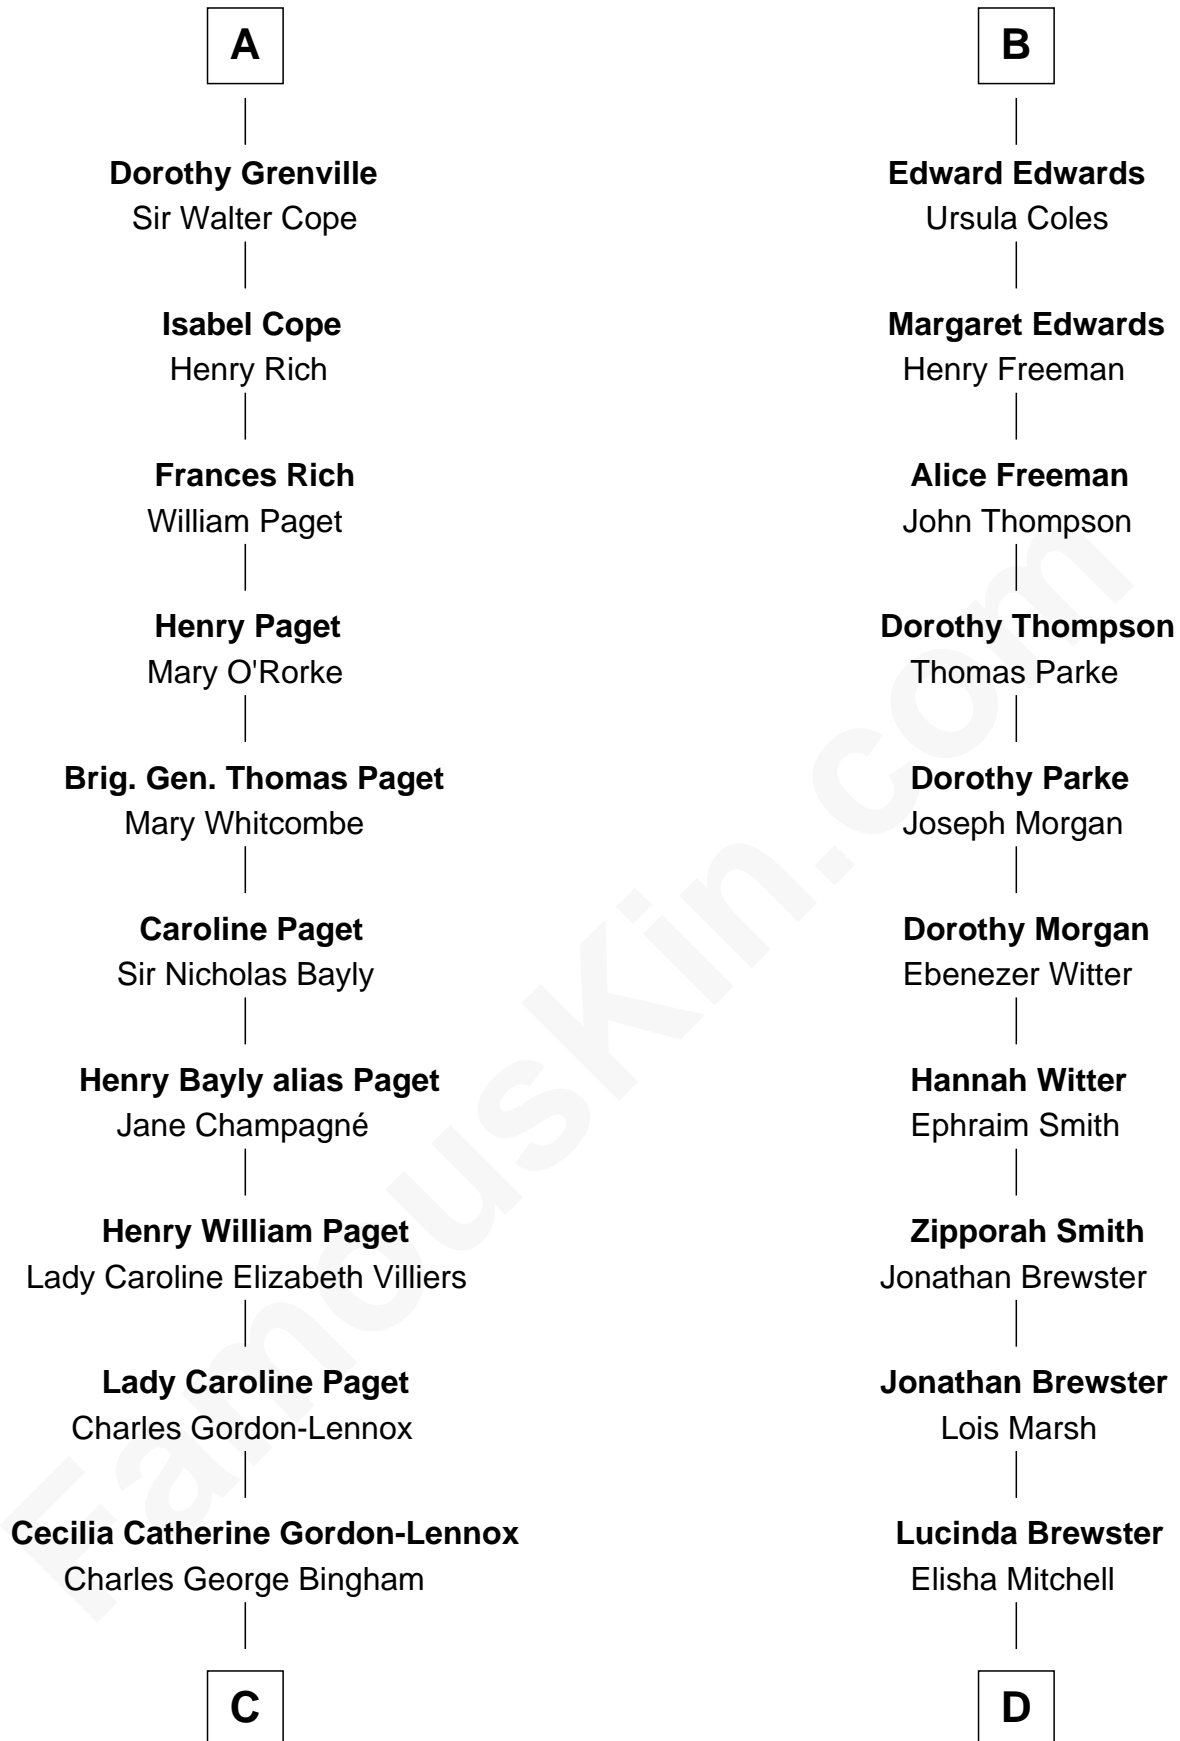 A
Dorothy Grenville
Sir Walter Cope
Isabel Cope
Henry Rich
Frances Rich
William Paget
Henry Paget
Mary O'Rorke
Brig. Gen. Thomas Paget
Mary Whitcombe
Caroline Paget
Sir Nicholas Bayly
Henry Bayly alias Paget
Jane Champagné
Henry William Paget
Lady Caroline Elizabeth Villiers
Lady Caroline Paget
Charles Gordon-Lennox
Cecilia Catherine Gordon-Lennox
Charles George Bingham
C
B
Edward Edwards
Ursula Coles
Margaret Edwards
Henry Freeman
Alice Freeman
John Thompson
Dorothy Thompson
Thomas Parke
Dorothy Parke
Joseph Morgan
Dorothy Morgan
Ebenezer Witter
Hannah Witter
Ephraim Smith
Zipporah Smith
Jonathan Brewster
Jonathan Brewster
Lois Marsh
Lucinda Brewster
Elisha Mitchell
D
FamousKin.com